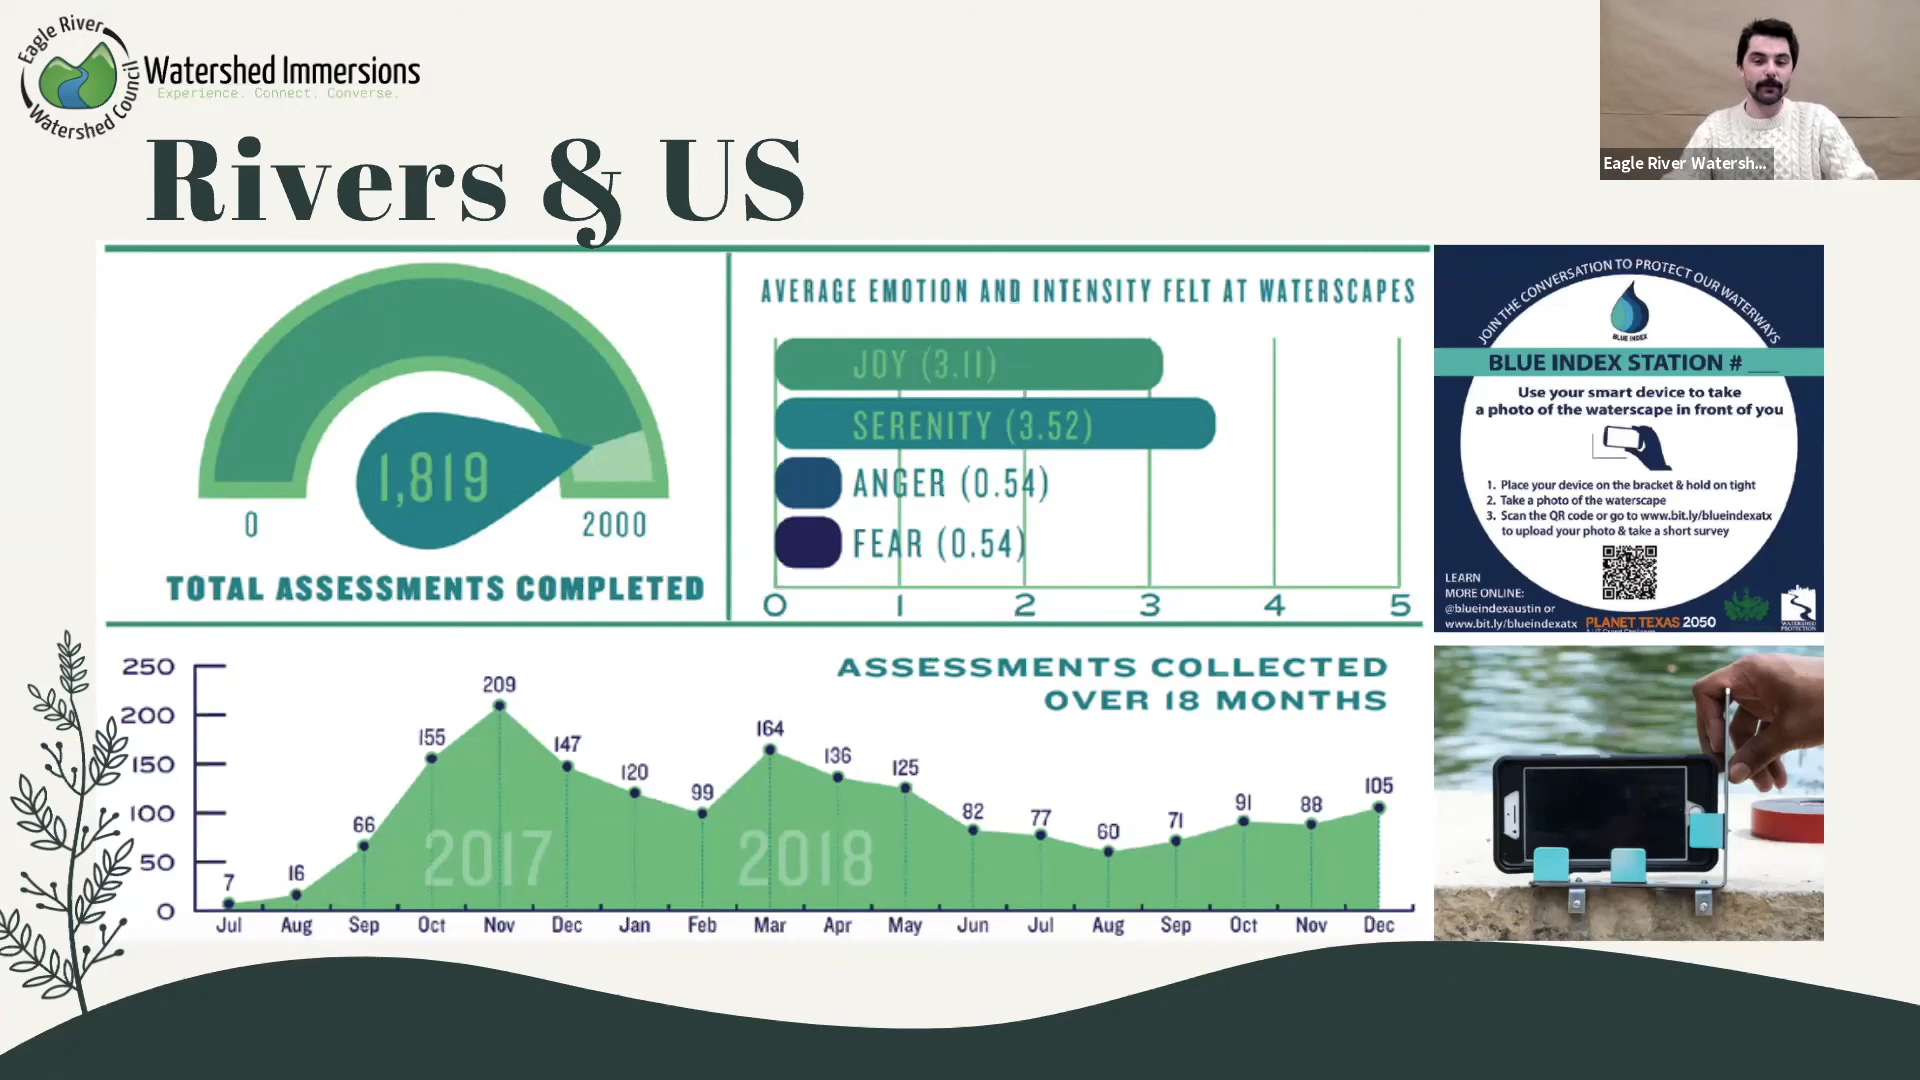 Eagle River
Watershed Council
Watershed Immersions
Experience. Connect. Converse.
Eagle River Watersh...
Rivers & US
1,819
0
2000
TOTAL ASSESSMENTS COMPLETED
AVERAGE EMOTION AND INTENSITY FELT AT WATERSCAPES
JOY (3.11)
SERENITY (3.52)
ANGER (0.54)
FEAR (0.54)
0 1 2 3 4 5
JOIN THE CONVERSATION TO PROTECT OUR WATERWAYS
BLUE INDEX
BLUE INDEX STATION # ___
Use your smart device to take
a photo of the waterscape in front of you
1. Place your device on the bracket & hold on tight
2. Take a photo of the waterscape
3. Scan the QR code or go to www.bit.ly/blueindexatx
to upload your photo & take a short survey
LEARN
MORE ONLINE:
@blueindexaustin or
www.bit.ly/blueindexatx
PLANET TEXAS 2050
WATERSHED
PROTECTION
ASSESSMENTS COLLECTED
OVER 18 MONTHS
250
200
150
100
50
0
7
16
66
155
209
147
120
99
164
136
125
82
77
60
71
91
88
105
2017
2018
Jul Aug Sep Oct Nov Dec Jan Feb Mar Apr May Jun Jul Aug Sep Oct Nov Dec